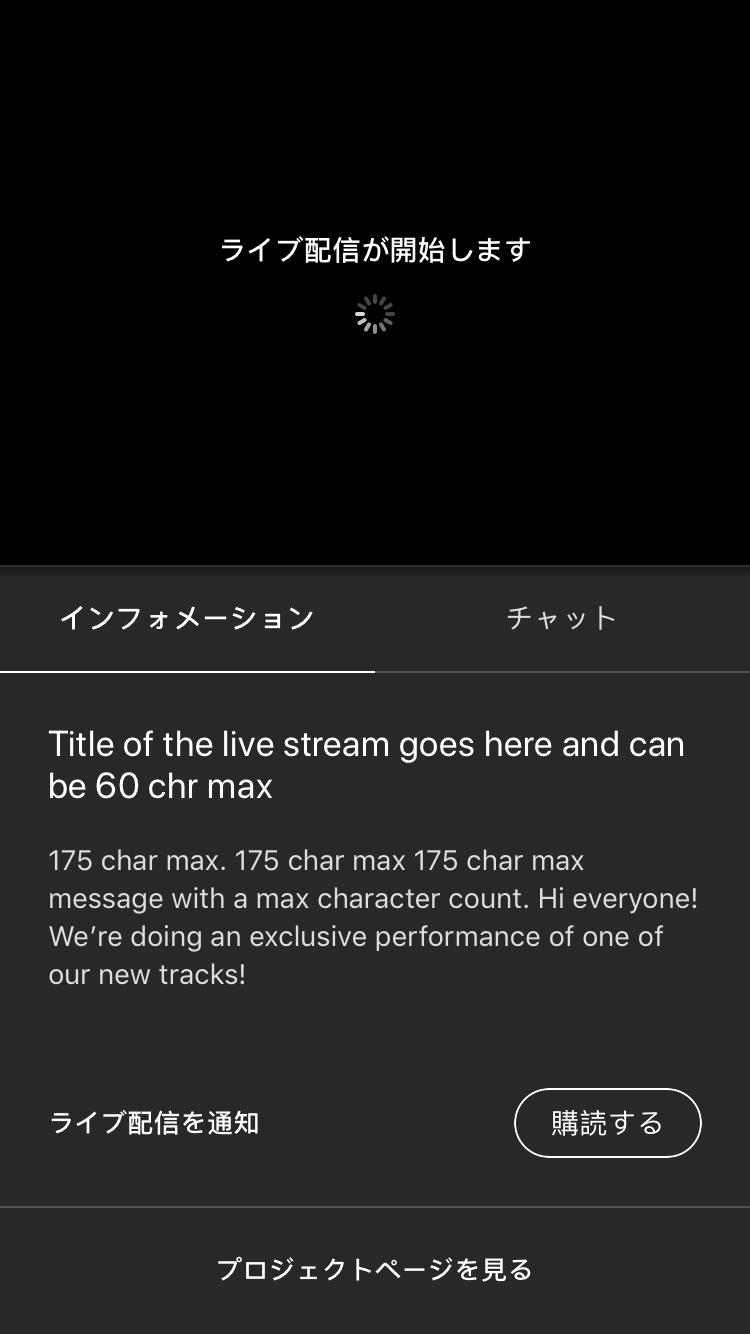 ライブ配信が開始します
インフォメーション
チャット
Title of the live stream goes here and can
be 60 chr max
175 char max. 175 char max 175 char max
message with a max character count. Hi everyone!
We’re doing an exclusive performance of one of
our new tracks!
ライブ配信を通知
購読する
プロジェクトページを見る